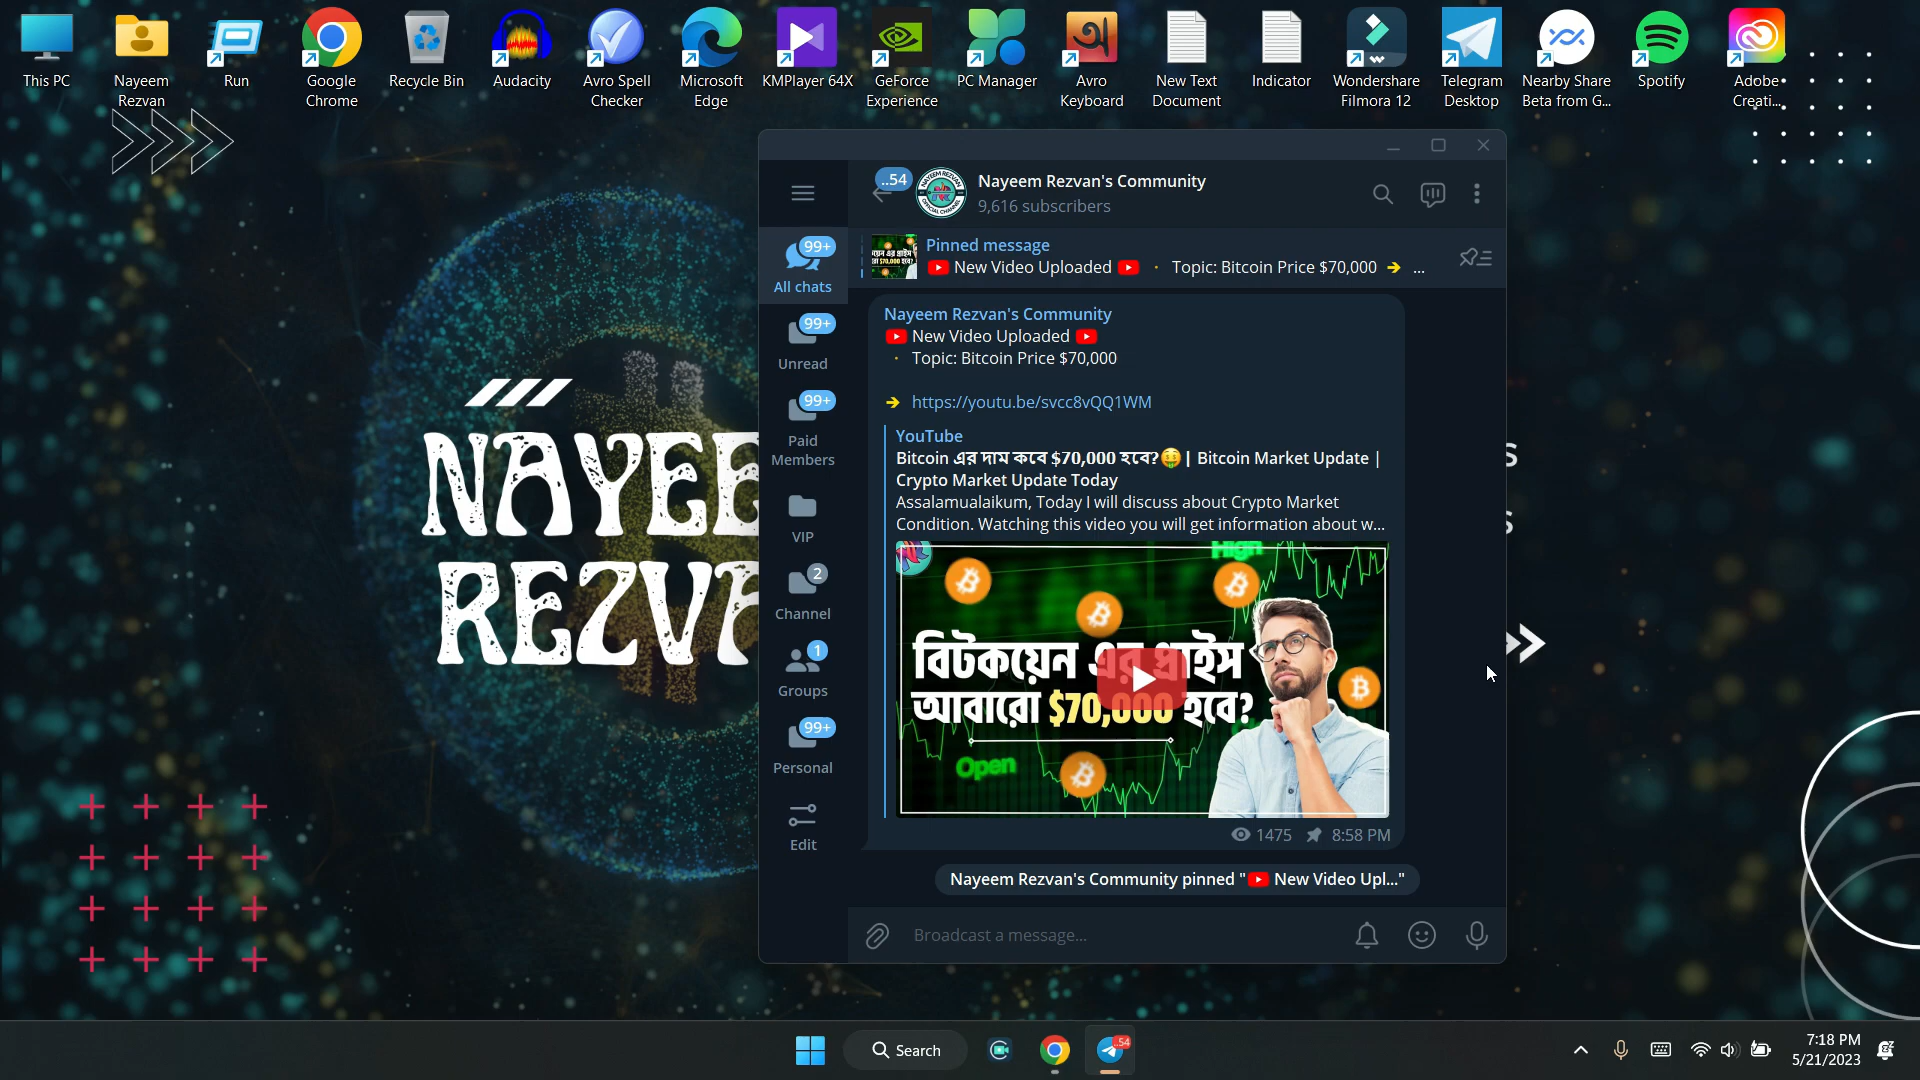 This PC
Nayeem Rezvan
Run
Google Chrome
Recycle Bin
Audacity
Avro Spell Checker
Microsoft Edge
KMPlayer 64X
GeForce Experience
PC Manager
Avro Keyboard
New Text Document
Indicator
Wondershare Filmora 12
Telegram Desktop
Nearby Share Beta from G...
Spotify
Adobe Creati...
NAYEE
REZVA
S
S
..54
Nayeem Rezvan's Community
9,616 subscribers
Pinned message
New Video Uploaded · Topic: Bitcoin Price $70,000 ➔ ...
99+
All chats
99+
Unread
99+
Paid Members
VIP
2
Channel
1
Groups
99+
Personal
Edit
Nayeem Rezvan's Community
New Video Uploaded
· Topic: Bitcoin Price $70,000
➔ https://youtu.be/svcc8vQQ1WM
YouTube
Bitcoin এর দাম কবে $70,000 হবে?🤑 | Bitcoin Market Update |
Crypto Market Update Today
Assalamualaikum, Today I will discuss about Crypto Market
Condition. Watching this video you will get information about w...
High
বিটকয়েন এর প্রাইস
আবারো $70,000 হবে?
Open
1475 8:58 PM
Nayeem Rezvan's Community pinned "New Video Upl..."
Broadcast a message...
Search
..54
7:18 PM
5/21/2023